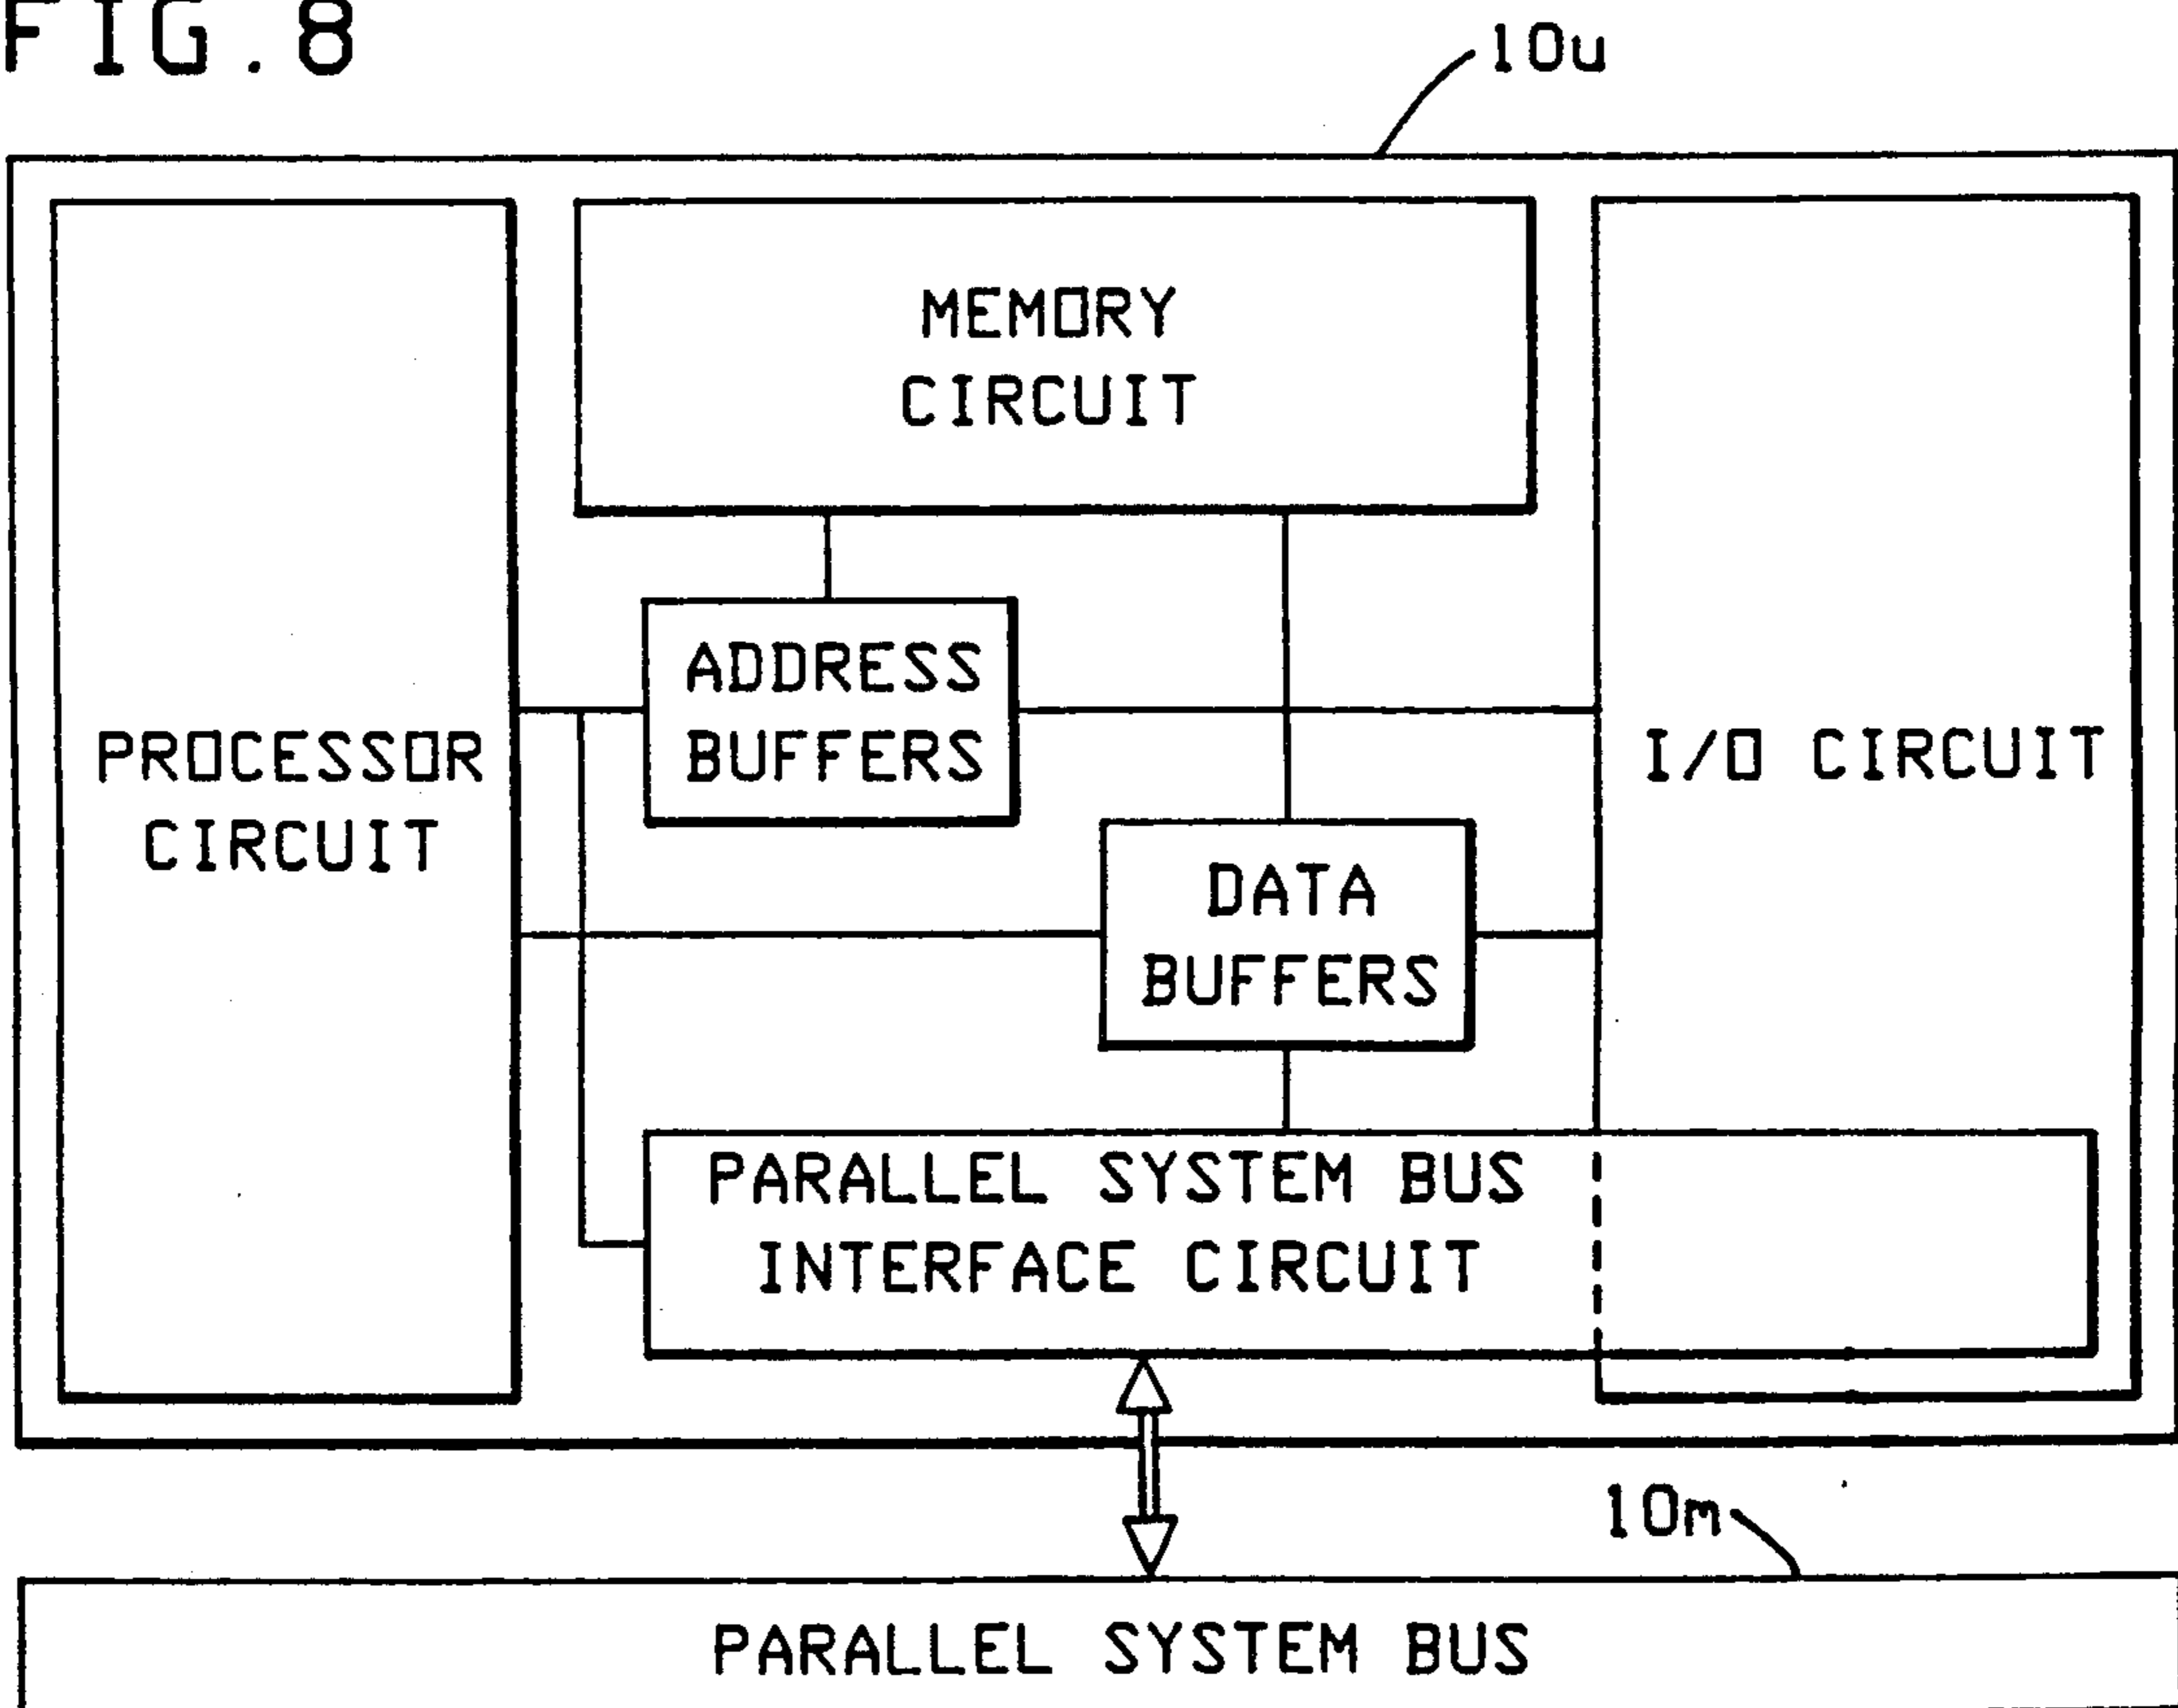 FIG.8
10u
MEMORY
CIRCUIT
ADDRESS
BUFFERS
PROCESSOR
CIRCUIT
I/O CIRCUIT
DATA
BUFFERS
PARALLEL SYSTEM BUS
INTERFACE CIRCUIT
10m
PARALLEL SYSTEM BUS